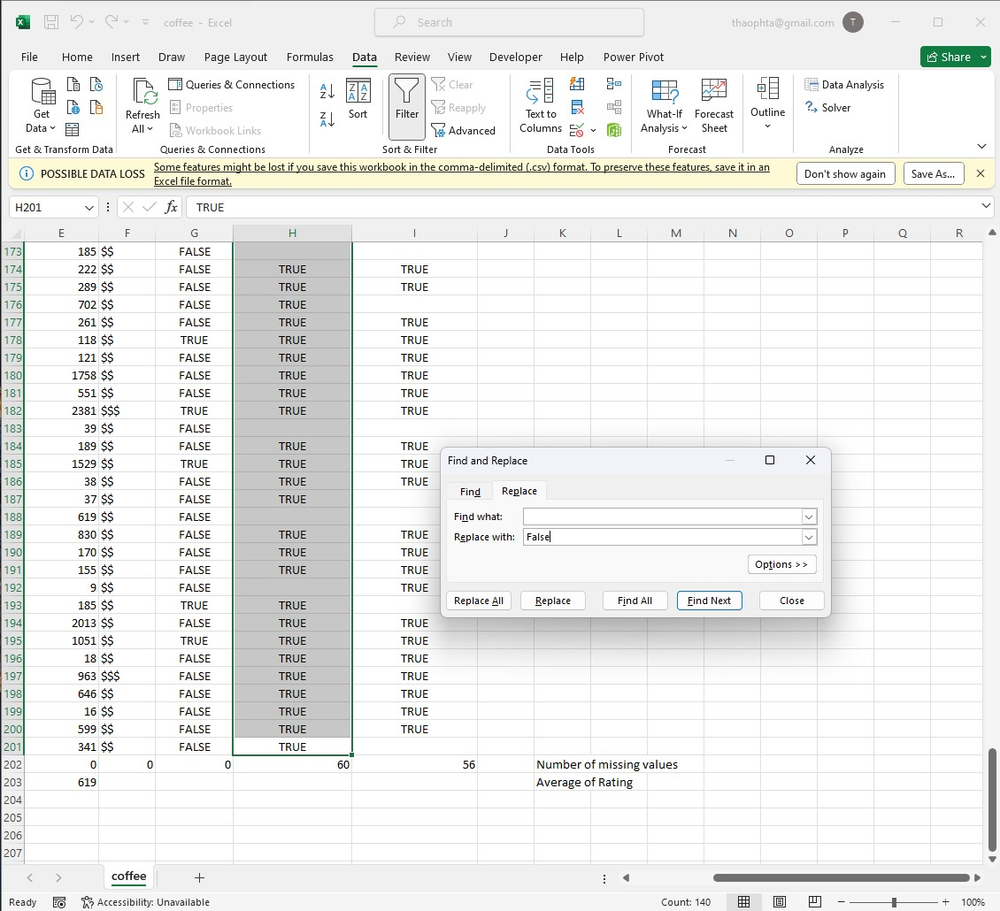 coffee - Excel
Search
thaophta@gmail.com T
File Home Insert Draw Page Layout Formulas Data Review View Developer Help Power Pivot Share
Get Data
Refresh All
Queries & Connections
Properties
Workbook Links
Sort
Filter
Clear
Reapply
Advanced
Text to Columns
What-If Analysis
Forecast Sheet
Outline
Data Analysis
Solver
Get & Transform Data Queries & Connections Sort & Filter Data Tools Forecast Analyze
POSSIBLE DATA LOSS Some features might be lost if you save this workbook in the comma-delimited (.csv) format. To preserve these features, save it in an
Excel file format.
Don't show again Save As...
H201 fx TRUE
E F G H I J K L M N O P Q R
173 185 $$ FALSE
174 222 $$ FALSE TRUE TRUE
175 289 $$ FALSE TRUE TRUE
176 702 $$ FALSE TRUE
177 261 $$ FALSE TRUE TRUE
178 118 $$ TRUE TRUE TRUE
179 121 $$ FALSE TRUE TRUE
180 1758 $$ FALSE TRUE TRUE
181 551 $$ FALSE TRUE TRUE
182 2381 $$$ TRUE TRUE TRUE
183 39 $$ FALSE
184 189 $$ FALSE TRUE TRUE
185 1529 $$ TRUE TRUE TRUE
186 38 $$ FALSE TRUE TRUE
187 37 $$ FALSE TRUE
188 619 $$ FALSE
189 830 $$ FALSE TRUE TRUE
190 170 $$ FALSE TRUE TRUE
191 155 $$ FALSE TRUE TRUE
192 9 $$ FALSE TRUE
193 185 $$ TRUE TRUE
194 2013 $$ FALSE TRUE TRUE
195 1051 $$ TRUE TRUE TRUE
196 18 $$ FALSE TRUE TRUE
197 963 $$$ FALSE TRUE TRUE
198 646 $$ FALSE TRUE TRUE
199 16 $$ FALSE TRUE TRUE
200 599 $$ FALSE TRUE TRUE
201 341 $$ FALSE TRUE
202 0 0 0 60 56 Number of missing values
203 619 Average of Rating
204
205
206
207
Find and Replace
Find Replace
Find what:
Replace with: False
Options >>
Replace All Replace Find All Find Next Close
coffee
Ready Accessibility: Unavailable Count: 140 100%